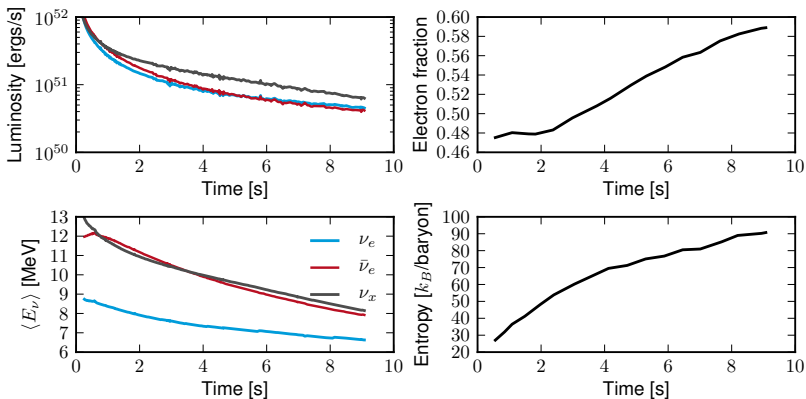 Luminosity [ergs/s]
10^52
10^51
10^50
0 2 4 6 8 10
Time [s]
Electron fraction
0.60
0.58
0.56
0.54
0.52
0.50
0.48
0.46
0 2 4 6 8 10
Time [s]
⟨E_ν⟩ [MeV]
13
12
11
10
9
8
7
6
ν_e
ν̄_e
ν_x
0 2 4 6 8 10
Time [s]
Entropy [k_B/baryon]
100
90
80
70
60
50
40
30
20
0 2 4 6 8 10
Time [s]